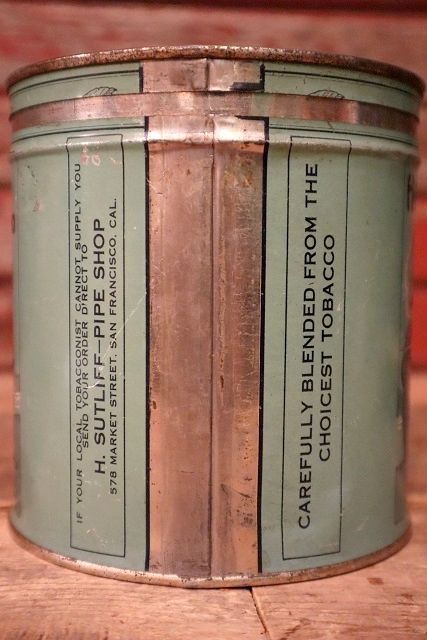 IF YOUR LOCAL TOBACCONIST CANNOT SUPPLY YOU
SEND YOUR ORDER DIRECT TO
H. SUTLIFF—PIPE SHOP
578 MARKET STREET, SAN FRANCISCO, CAL.
CAREFULLY BLENDED FROM THE
CHOICEST TOBACCO